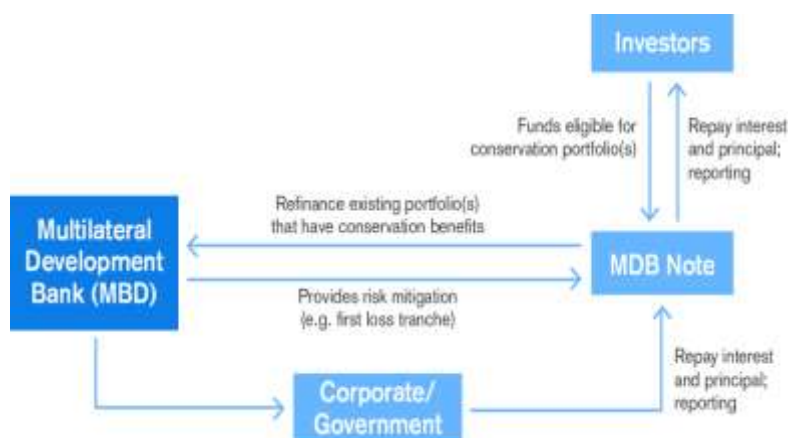 Investors
Funds eligible for
conservation portfolio(s)
Repay interest
and principal;
reporting
Refinance existing portfolio(s)
that have conservation benefits
Multilateral
Development
Bank (MBD)
MDB Note
Provides risk mitigation
(e.g. first loss tranche)
Repay interest
and principal;
reporting
Corporate/
Government